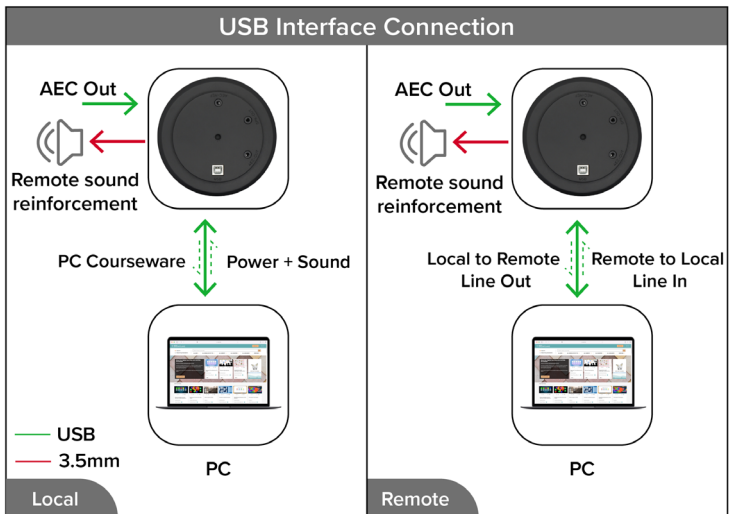 USB Interface Connection
AEC Out
Remote sound
reinforcement
PC Courseware
Power + Sound
PC
USB
3.5mm
Local
AEC Out
Remote sound
reinforcement
Local to Remote
Line Out
Remote to Local
Line In
PC
Remote